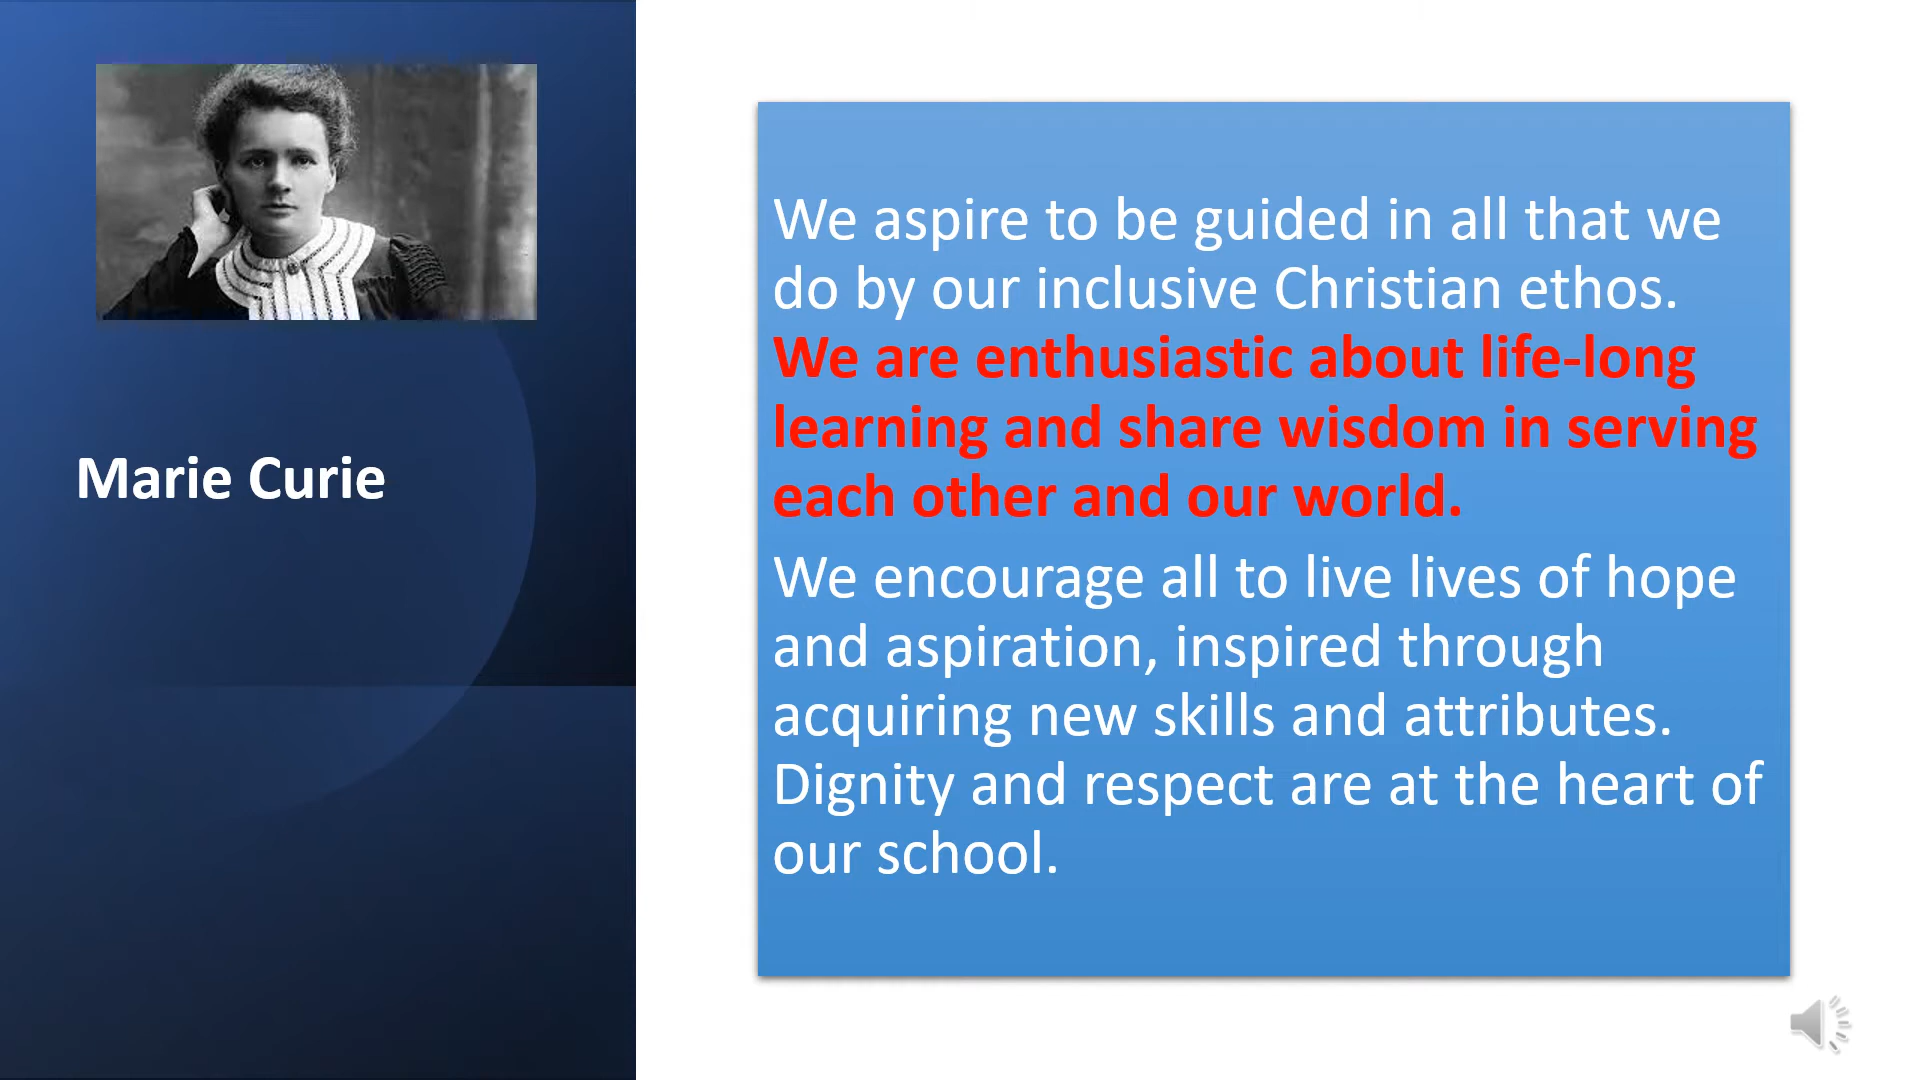 Marie Curie
We aspire to be guided in all that we
do by our inclusive Christian ethos.
We are enthusiastic about life-long
learning and share wisdom in serving
each other and our world.
We encourage all to live lives of hope
and aspiration, inspired through
acquiring new skills and attributes.
Dignity and respect are at the heart of
our school.